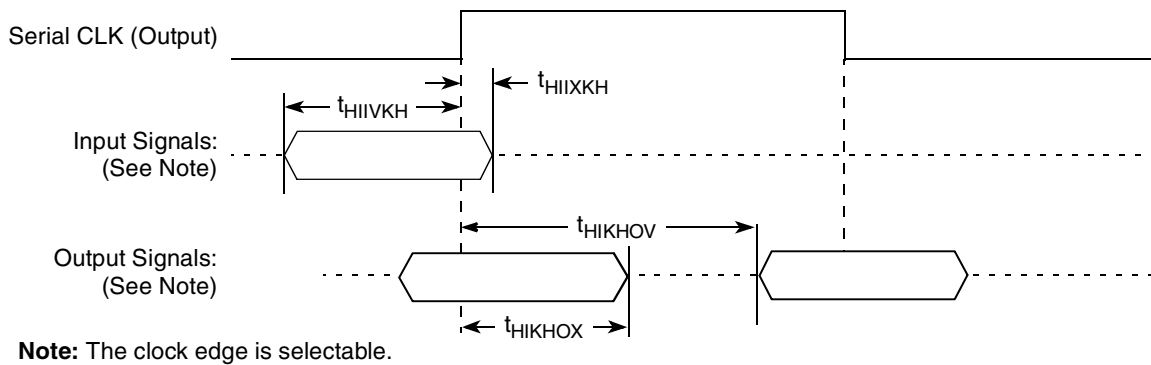 Serial CLK (Output)
tHIIXKH
tHIIVKH
Input Signals:
(See Note)
tHIKHOV
Output Signals:
(See Note)
tHIKHOX
Note: The clock edge is selectable.